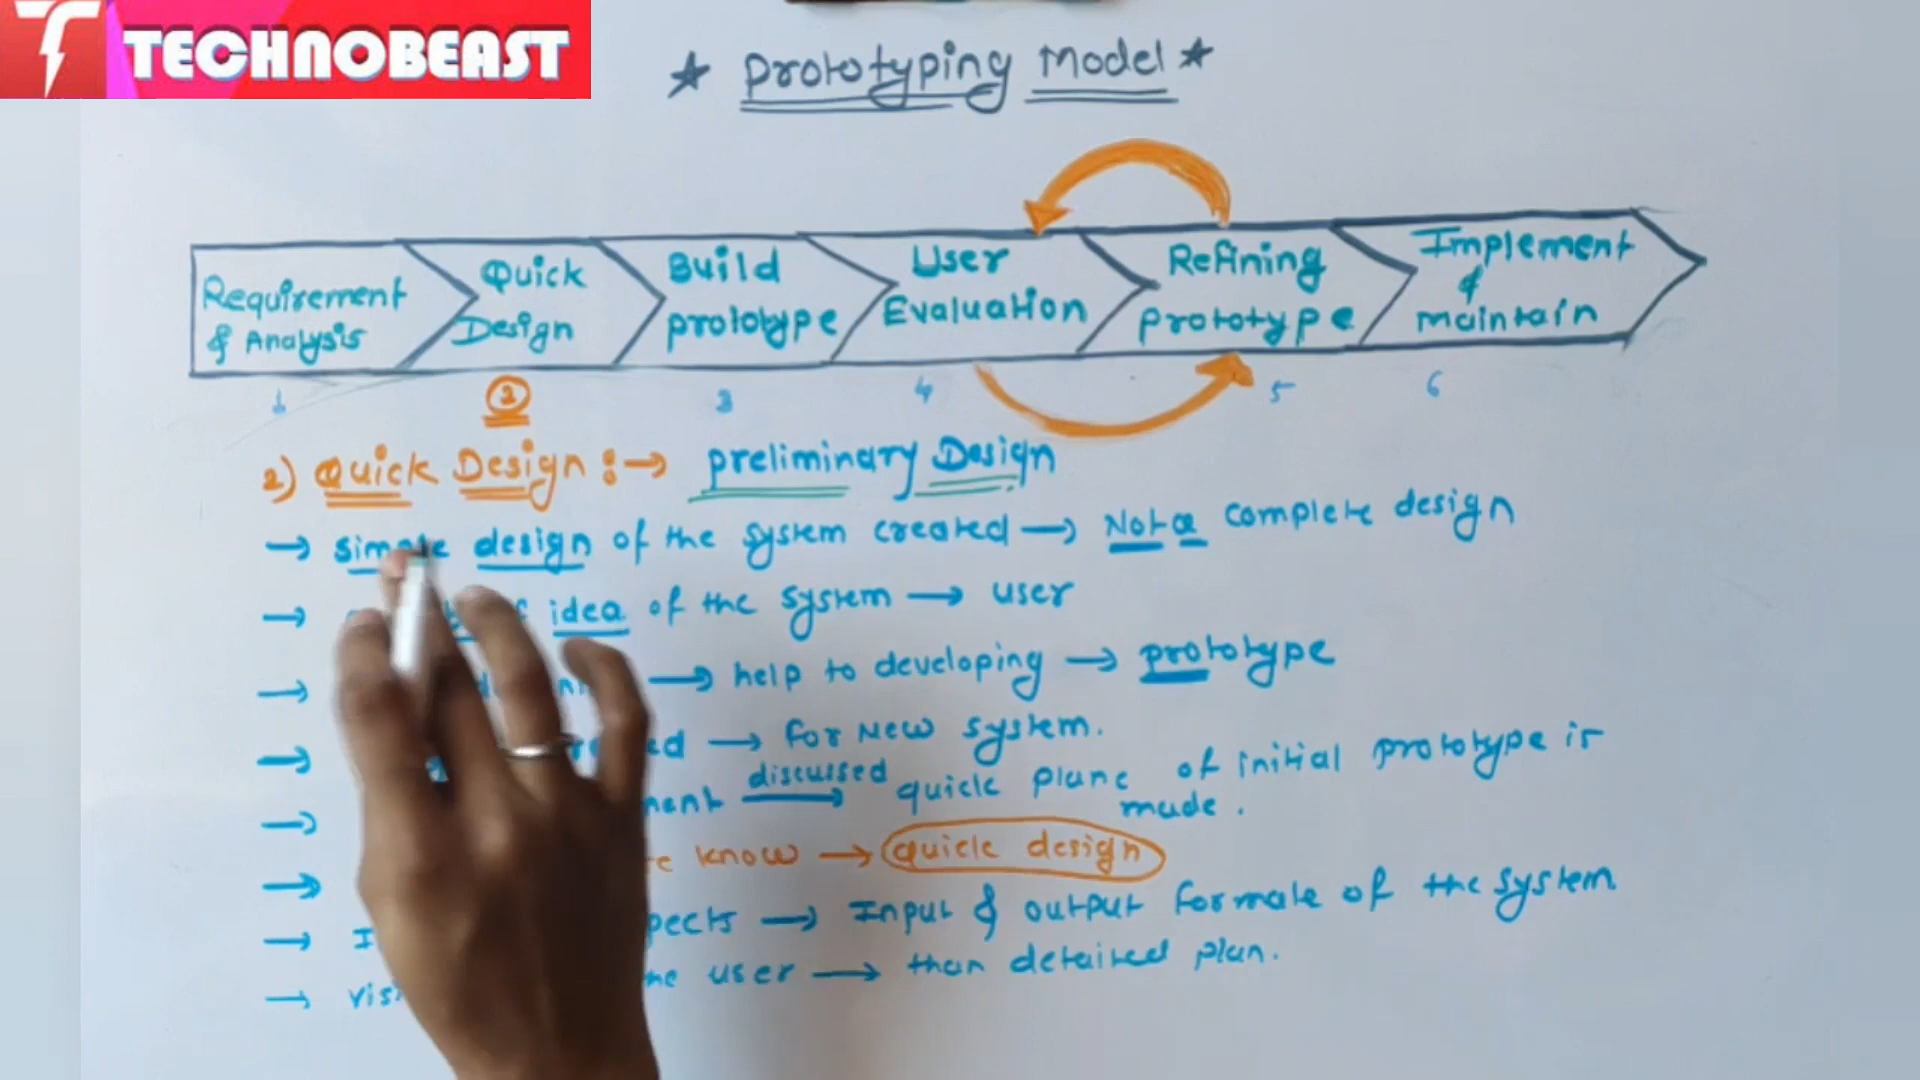 TECHNOBEAST
★ Prototyping Model ★
Requirement & Analysis
Quick Design
Build prototype
User Evaluation
Refining prototype
Implement & maintain
1 2 3 4 5 6
2) Quick Design :→ preliminary Design
→ simple design of the system created → Not a complete design
→ idea of the system → user
→ → help to developing → prototype
→ → for New system.
→ discussed → quick plane of initial prototype is made.
→ know → quick design
→ → Input & output formate of the system
→ user → than detailed plan.